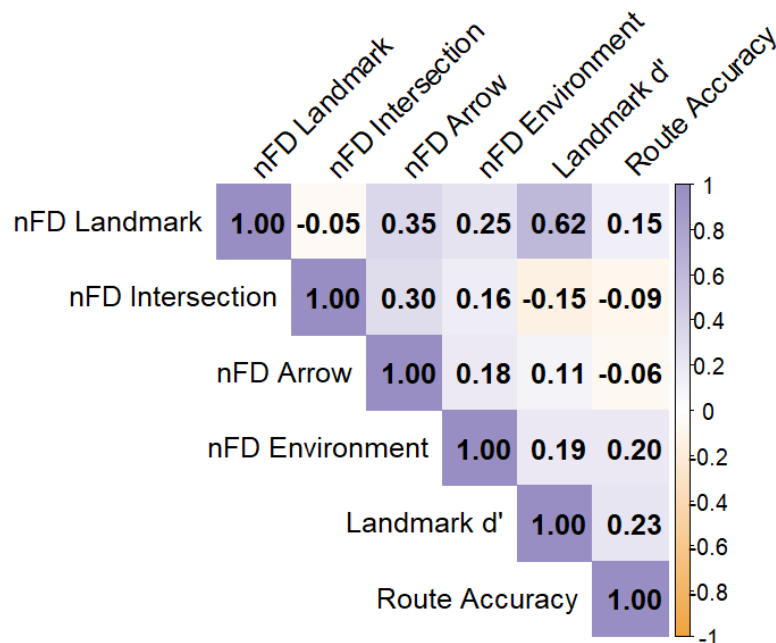 nFD Landmark
nFD Intersection
nFD Arrow
nFD Environment
Landmark d'
Route Accuracy
nFD Landmark 1.00 -0.05 0.35 0.25 0.62 0.15
nFD Intersection 1.00 0.30 0.16 -0.15 -0.09
nFD Arrow 1.00 0.18 0.11 -0.06
nFD Environment 1.00 0.19 0.20
Landmark d' 1.00 0.23
Route Accuracy 1.00
1
0.8
0.6
0.4
0.2
0
-0.2
-0.4
-0.6
-0.8
-1